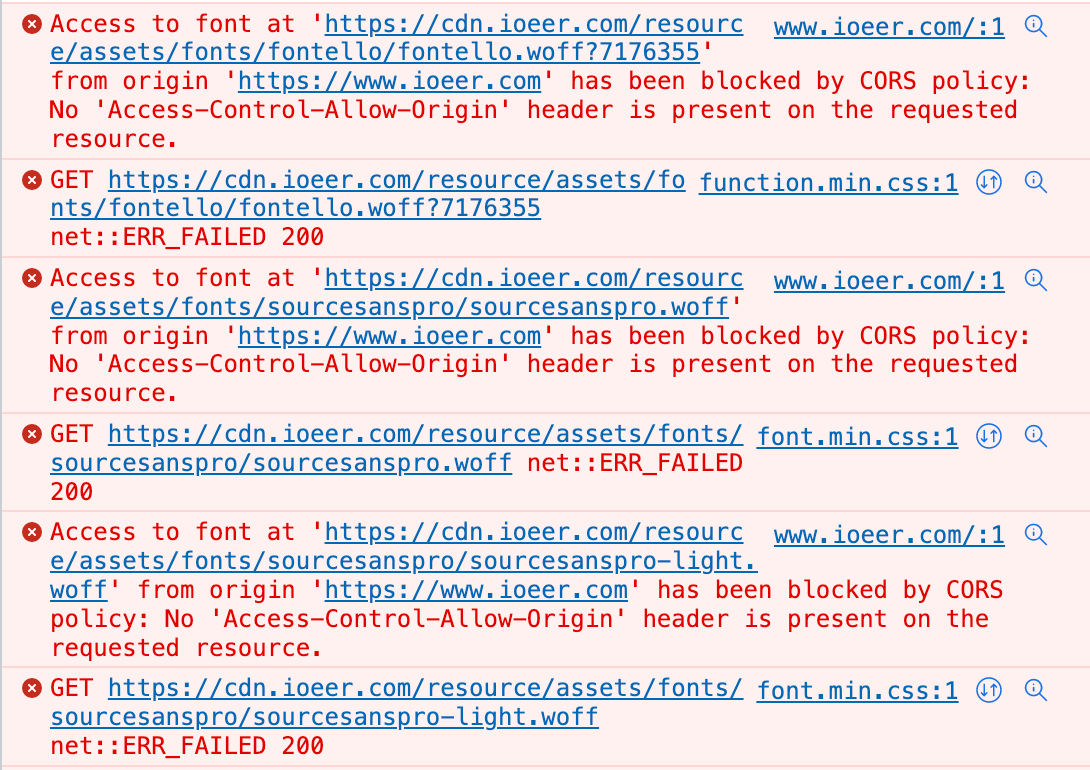 Access to font at 'https://cdn.ioeer.com/resourc www.ioeer.com/:1
e/assets/fonts/fontello/fontello.woff?7176355'
from origin 'https://www.ioeer.com' has been blocked by CORS policy:
No 'Access-Control-Allow-Origin' header is present on the requested
resource.
GET https://cdn.ioeer.com/resource/assets/fo function.min.css:1
nts/fontello/fontello.woff?7176355
net::ERR_FAILED 200
Access to font at 'https://cdn.ioeer.com/resourc www.ioeer.com/:1
e/assets/fonts/sourcesanspro/sourcesanspro.woff'
from origin 'https://www.ioeer.com' has been blocked by CORS policy:
No 'Access-Control-Allow-Origin' header is present on the requested
resource.
GET https://cdn.ioeer.com/resource/assets/fonts/ font.min.css:1
sourcesanspro/sourcesanspro.woff net::ERR_FAILED
200
Access to font at 'https://cdn.ioeer.com/resourc www.ioeer.com/:1
e/assets/fonts/sourcesanspro/sourcesanspro-light.
woff' from origin 'https://www.ioeer.com' has been blocked by CORS
policy: No 'Access-Control-Allow-Origin' header is present on the
requested resource.
GET https://cdn.ioeer.com/resource/assets/fonts/ font.min.css:1
sourcesanspro/sourcesanspro-light.woff
net::ERR_FAILED 200